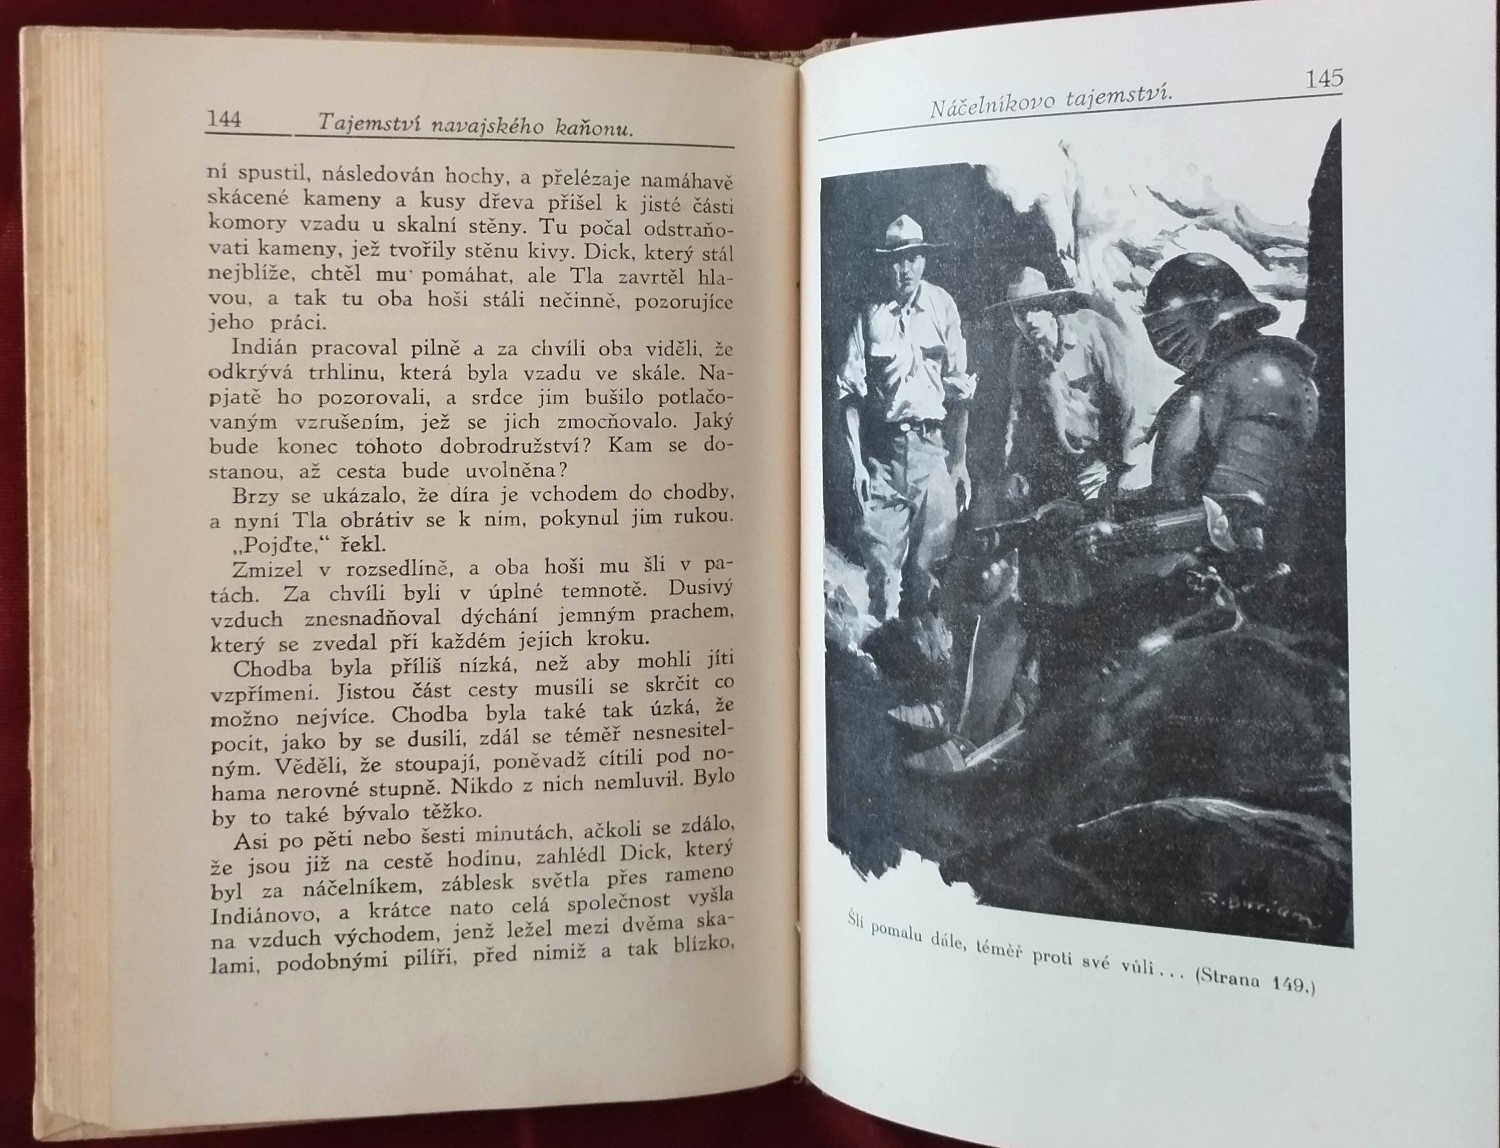 144 Tajemství navajského kaňonu.
ní spustil, následován hochy, a přelézaje namáhavě
skácené kameny a kusy dřeva přišel k jisté části
komory vzadu u skalní stěny. Tu počal odstraňo-
vati kameny, jež tvořily stěnu kivy. Dick, který stál
nejblíže, chtěl mu pomáhat, ale Tla zavrtěl hla-
vou, a tak tu oba hoši stáli nečinně, pozorujíce
jeho práci.
Indián pracoval pilně a za chvíli oba viděli, že
odkrývá trhlinu, která byla vzadu ve skále. Na-
pjatě ho pozorovali, a srdce jim bušilo potlačo-
vaným vzrušením, jež se jich zmocňovalo. Jaký
bude konec tohoto dobrodružství? Kam se do-
stanou, až cesta bude uvolněna?
Brzy se ukázalo, že díra je vchodem do chodby,
a nyní Tla obrátiv se k nim, pokynul jim rukou.
„Pojďte,“ řekl.
Zmizel v rozsedlině, a oba hoši mu šli v pa-
tách. Za chvíli byli v úplné temnotě. Dusivý
vzduch znesnadňoval dýchání jemným prachem,
který se zvedal při každém jejich kroku.
Chodba byla příliš nízká, než aby mohli jíti
vzpřímeni. Jistou část cesty musili se skrčit co
možno nejvíce. Chodba byla také tak úzká, že
pocit, jako by se dusili, zdál se téměř nesnesitel-
ným. Věděli, že stoupají, poněvadž cítili pod no-
hama nerovné stupně. Nikdo z nich nemluvil. Bylo
by to také bývalo těžko.
Asi po pěti nebo šesti minutách, ačkoli se zdálo,
že jsou již na cestě hodinu, zahlédl Dick, který
byl za náčelníkem, záblesk světla přes rameno
Indiánovo, a krátce nato celá společnost vyšla
na vzduch východem, jenž ležel mezi dvěma ska-
lami, podobnými pilíři, před nimiž a tak blízko,
Náčelníkovo tajemství. 145
Šli pomalu dále, téměř proti své vůli... (Strana 149.)